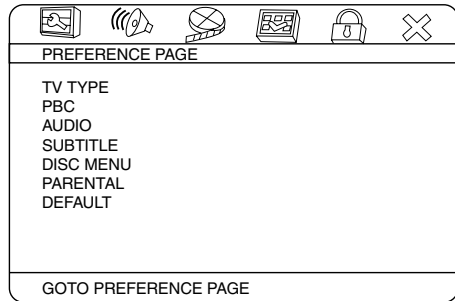 PREFERENCE PAGE
TV TYPE
PBC
AUDIO
SUBTITLE
DISC MENU
PARENTAL
DEFAULT
GOTO PREFERENCE PAGE